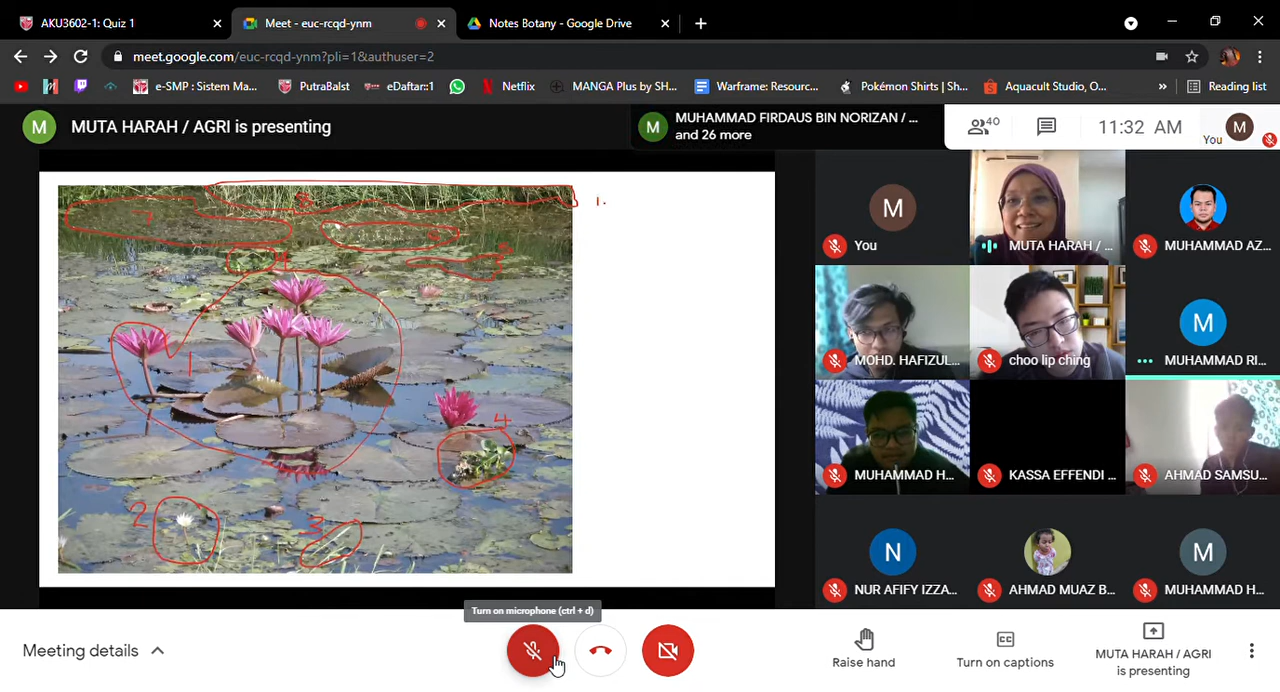 AKU3602-1: Quiz 1
Meet - euc-rcqd-ynm
Notes Botany - Google Drive
meet.google.com/euc-rcqd-ynm?pli=1&authuser=2
e-SMP : Sistem Ma...
PutraBalst
eDaftar::1
Netflix
MANGA Plus by SH...
Warframe: Resourc...
Pokémon Shirts | Sh...
Aquacult Studio, O...
»
Reading list
M
MUTA HARAH / AGRI is presenting
M
MUHAMMAD FIRDAUS BIN NORIZAN / ...
and 26 more
40
11:32 AM
You
M
7
8
1.
4
1
4
2
3
M
You
MUTA HARAH / ...
MUHAMMAD AZ...
MOHD. HAFIZUL...
choo lip ching
M
MUHAMMAD RI...
MUHAMMAD H...
KASSA EFFENDI ...
AHMAD SAMSU...
N
NUR AFIFY IZZA...
AHMAD MUAZ B...
M
MUHAMMAD H...
Turn on microphone (ctrl + d)
Meeting details
Raise hand
CC
Turn on captions
MUTA HARAH / AGRI
is presenting